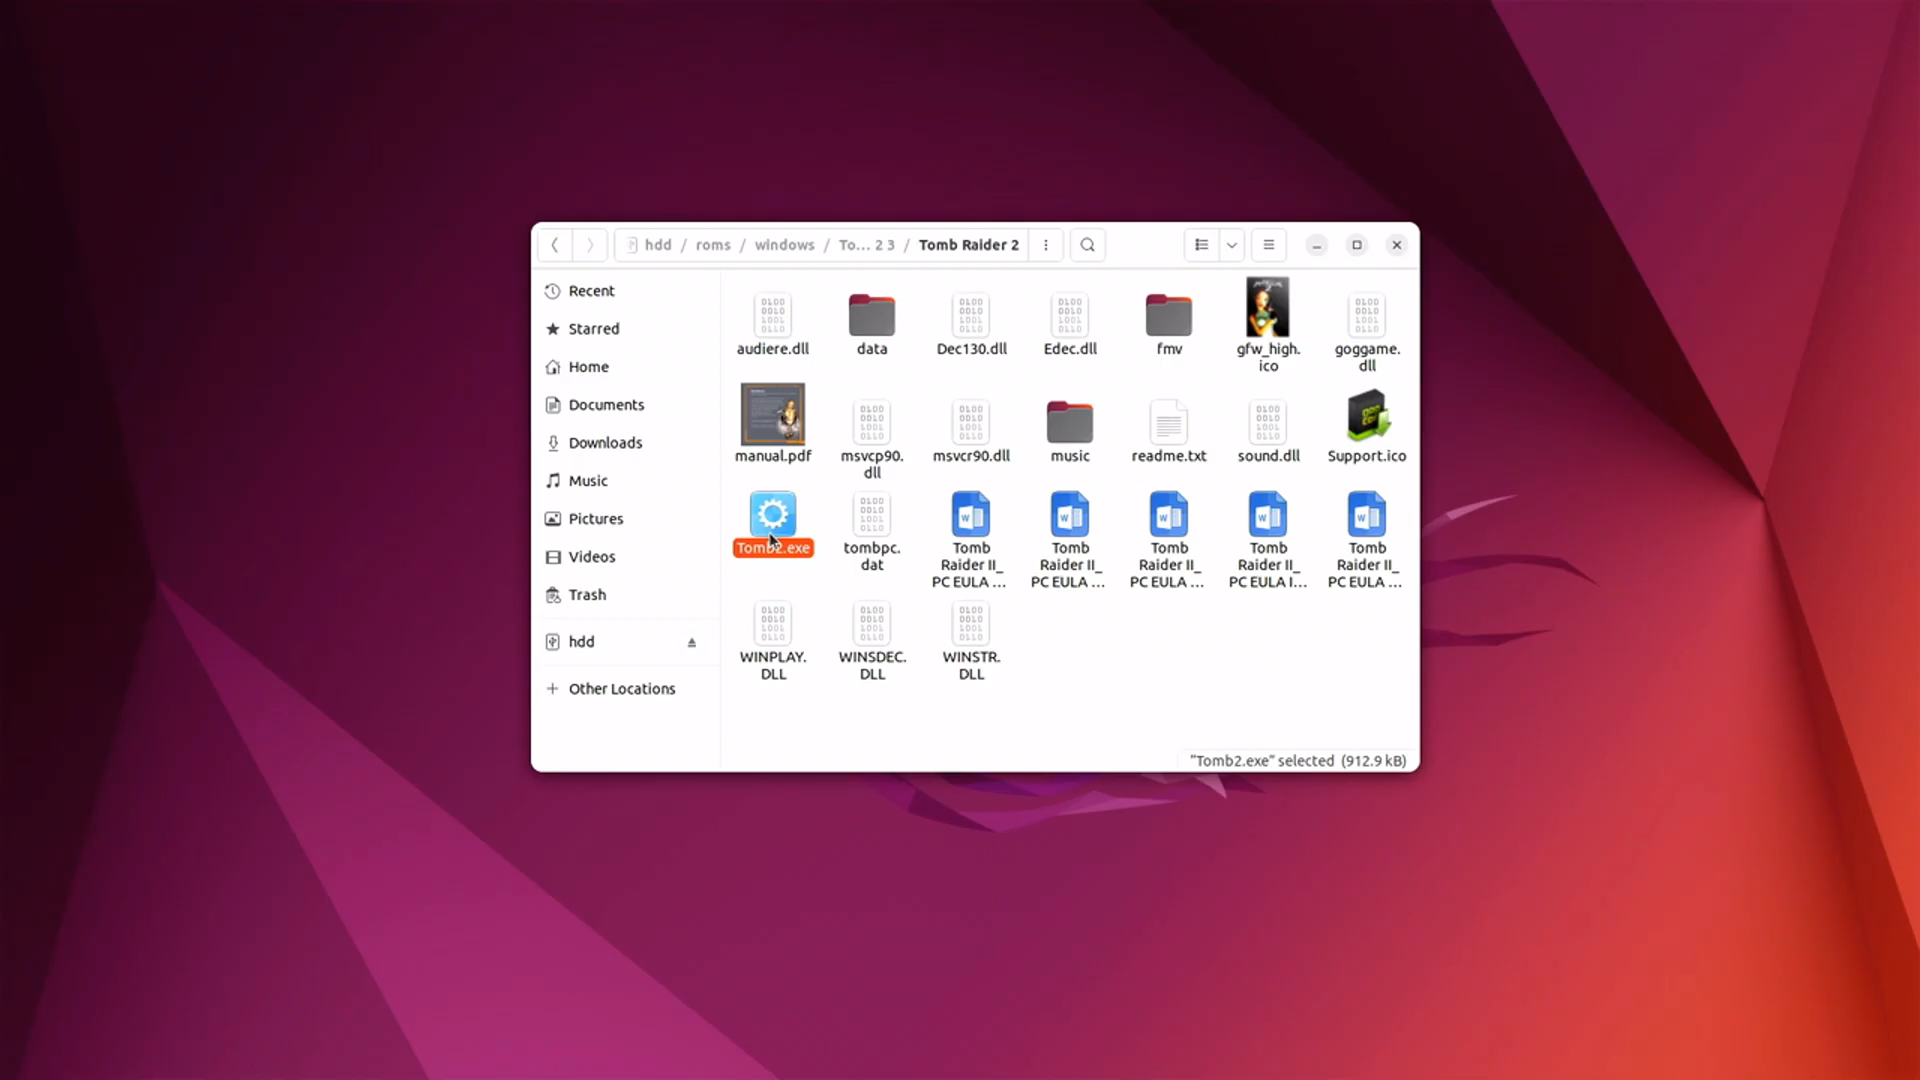 hdd / roms / windows / To... 2 3 / Tomb Raider 2
Recent
Starred
Home
Documents
Downloads
Music
Pictures
Videos
Trash
hdd
Other Locations
audiere.dll
data
Dec130.dll
Edec.dll
fmv
gfw_high.
ico
goggame.
dll
manual.pdf
msvcp90.
dll
msvcr90.dll
music
readme.txt
sound.dll
Support.ico
Tomb2.exe
tombpc.
dat
Tomb
Raider II_
PC EULA ...
Tomb
Raider II_
PC EULA ...
Tomb
Raider II_
PC EULA ...
Tomb
Raider II_
PC EULA I...
Tomb
Raider II_
PC EULA ...
WINPLAY.
DLL
WINSDEC.
DLL
WINSTR.
DLL
"Tomb2.exe" selected (912.9 kB)